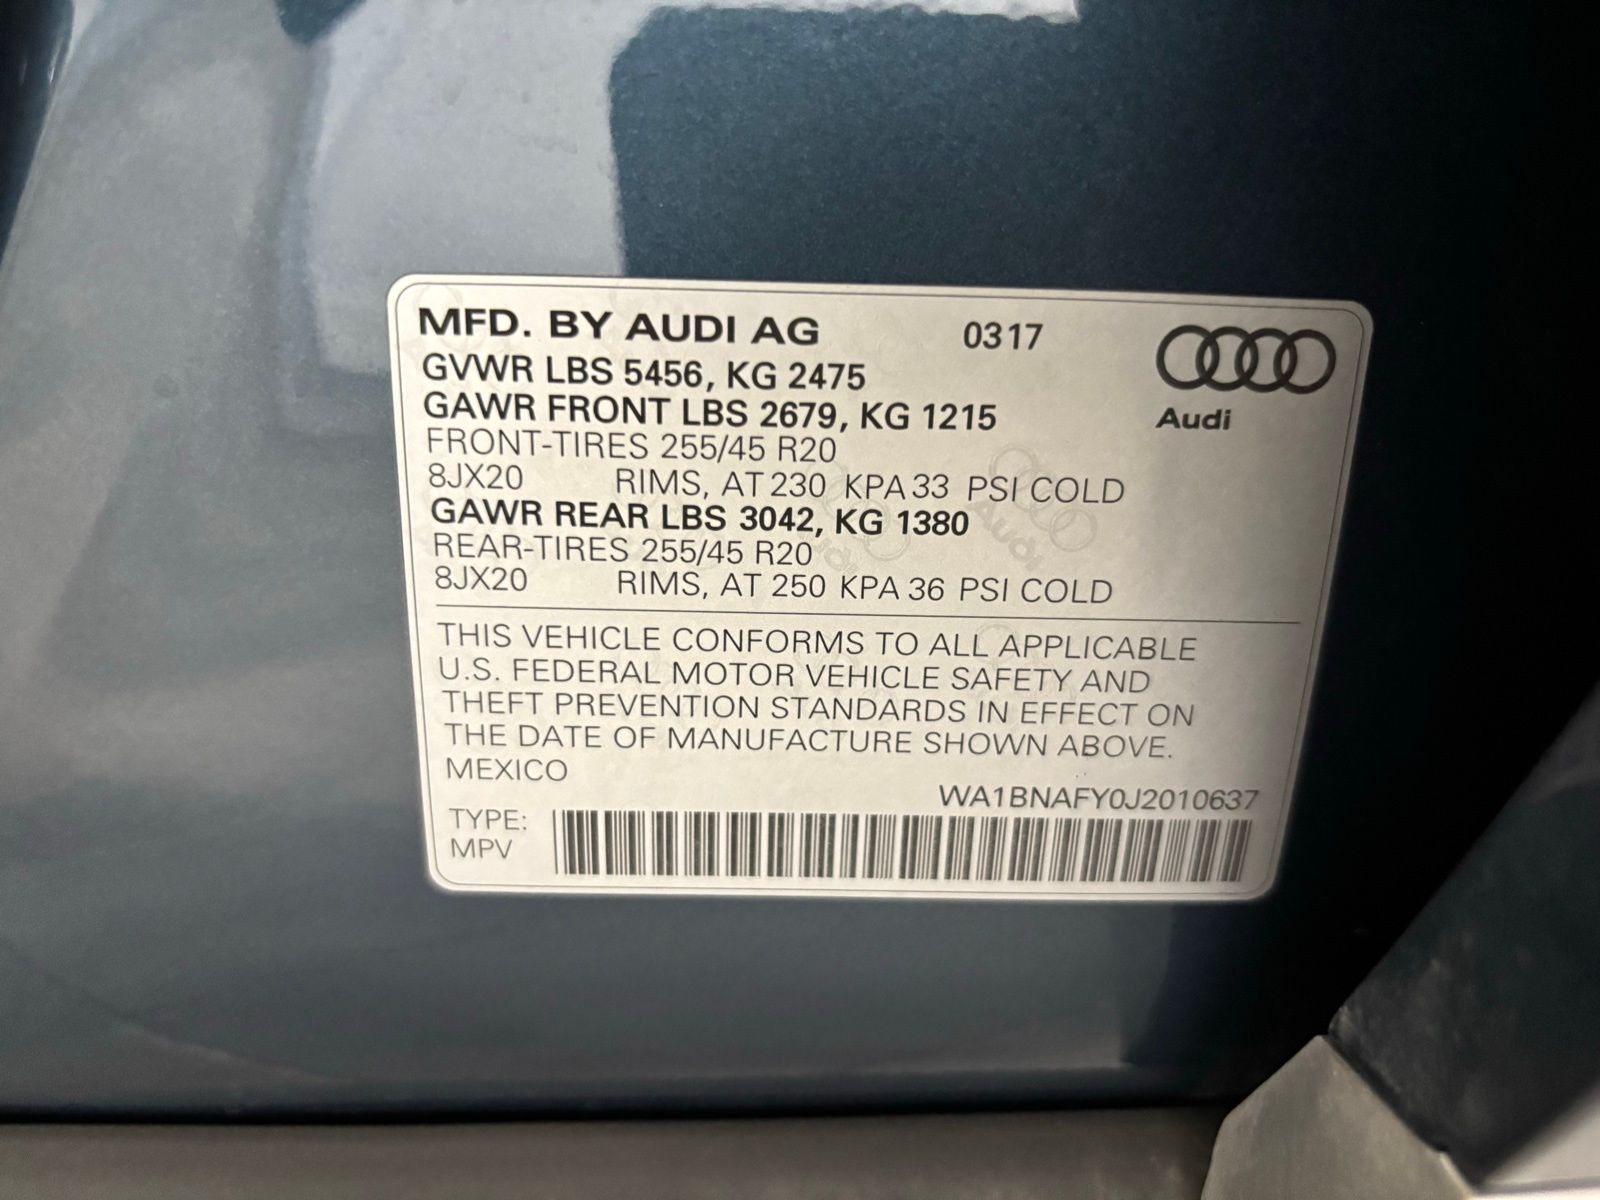 MFD. BY AUDI AG 0317
GVWR LBS 5456, KG 2475
GAWR FRONT LBS 2679, KG 1215
Audi
FRONT-TIRES 255/45 R20
8JX20 RIMS, AT 230 KPA 33 PSI COLD
GAWR REAR LBS 3042, KG 1380
REAR-TIRES 255/45 R20
8JX20 RIMS, AT 250 KPA 36 PSI COLD
THIS VEHICLE CONFORMS TO ALL APPLICABLE
U.S. FEDERAL MOTOR VEHICLE SAFETY AND
THEFT PREVENTION STANDARDS IN EFFECT ON
THE DATE OF MANUFACTURE SHOWN ABOVE.
MEXICO
WA1BNAFY0J2010637
TYPE:
MPV